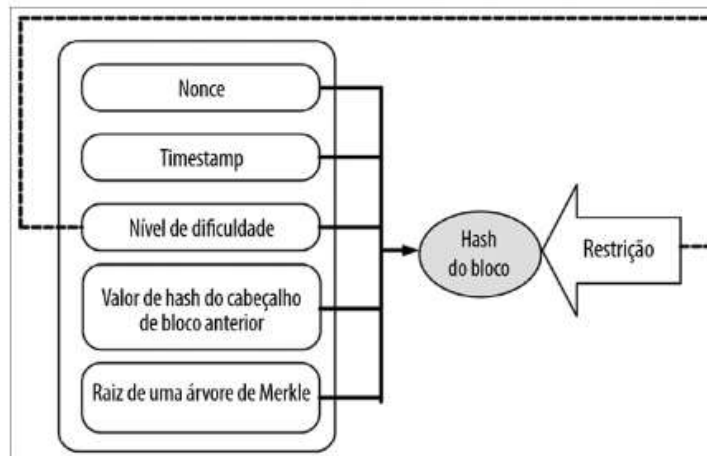 Nonce
Timestamp
Nível de dificuldade
Valor de hash do cabeçalho
de bloco anterior
Raiz de uma árvore de Merkle
Hash
do bloco
Restrição